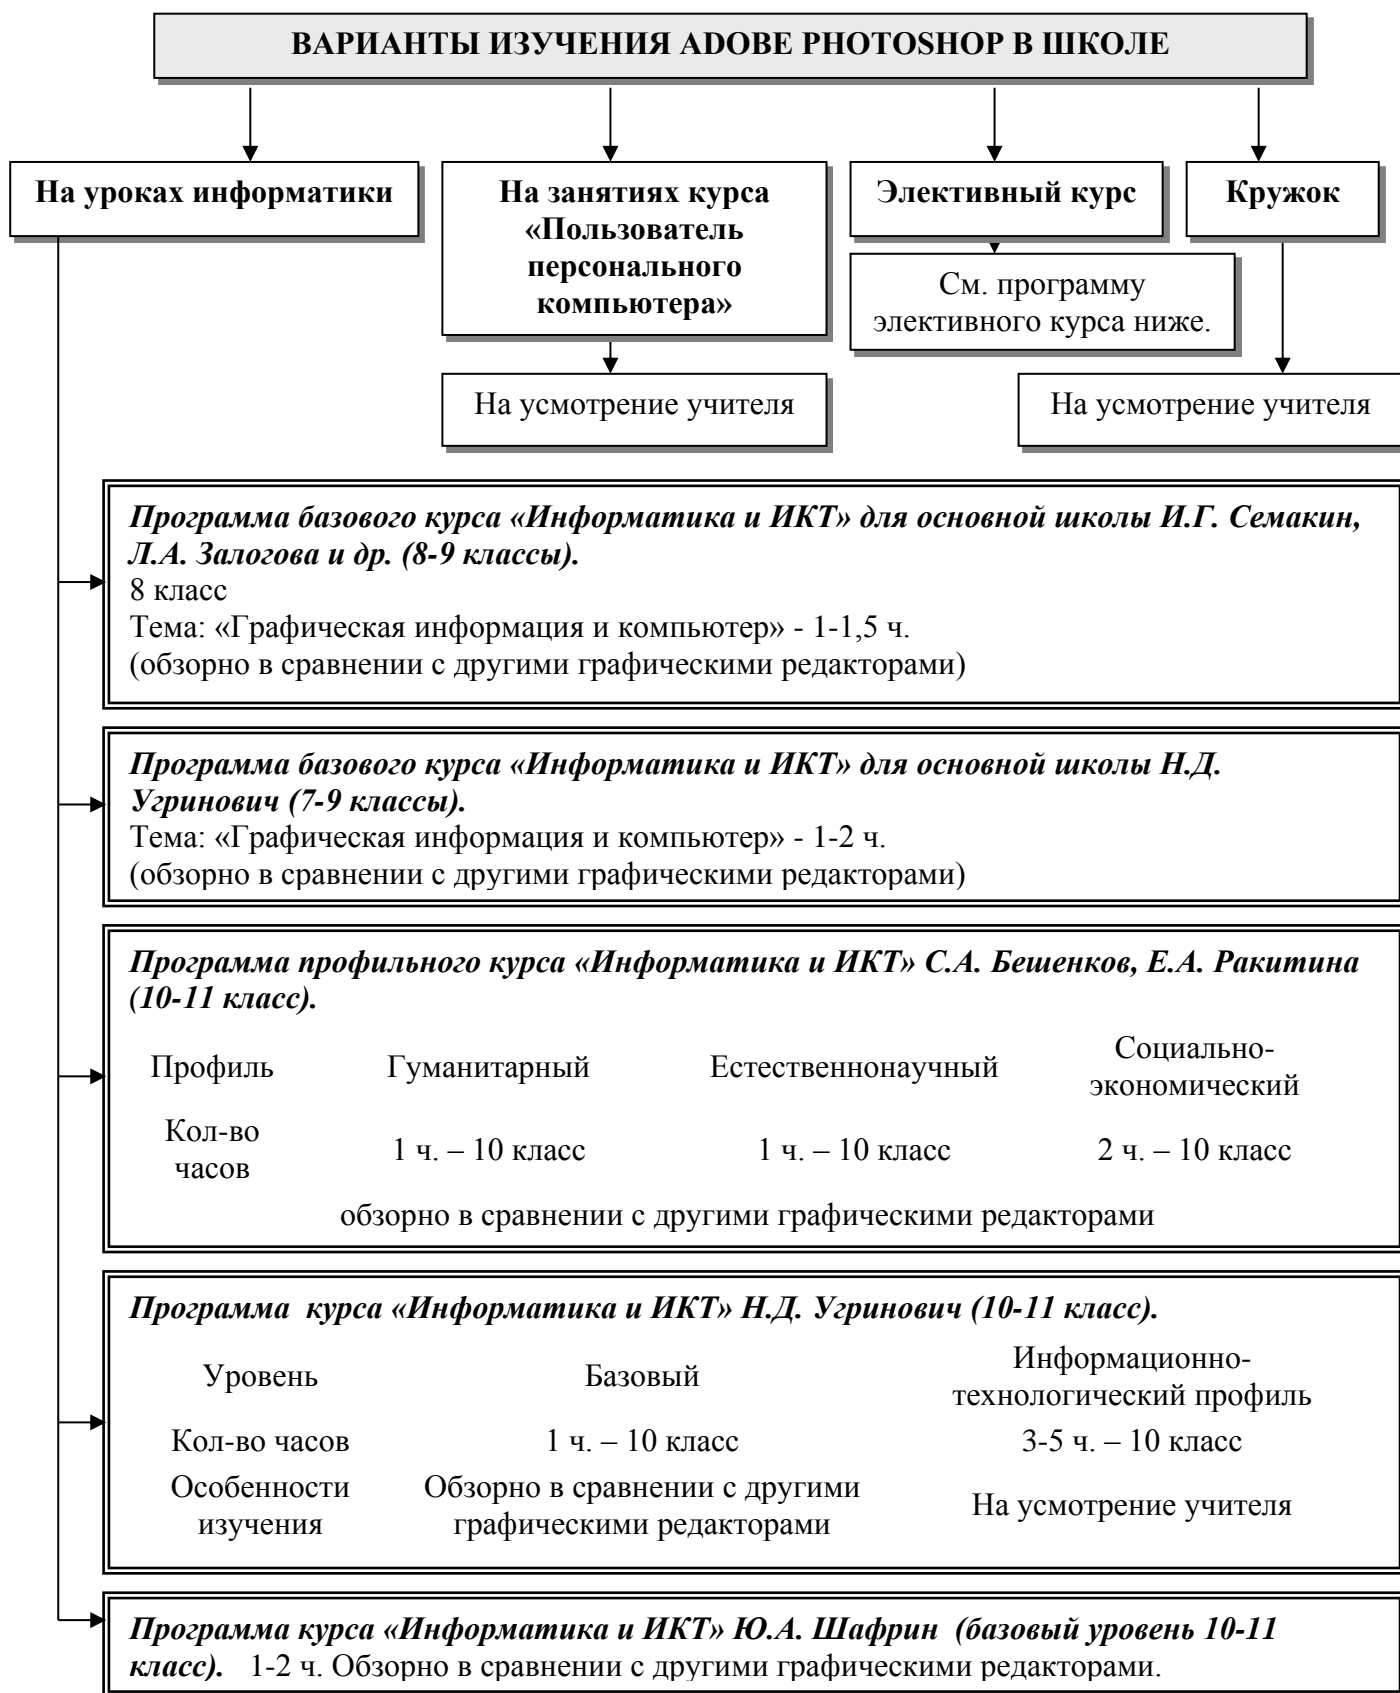 ВАРИАНТЫ ИЗУЧЕНИЯ ADOBE PHOTOSHOP В ШКОЛЕ
На уроках информатики
На занятиях курса
«Пользователь
персонального
компьютера»
Элективный курс
Кружок
См. программу
элективного курса ниже.
На усмотрение учителя
На усмотрение учителя
Программа базового курса «Информатика и ИКТ» для основной школы И.Г. Семакин,
Л.А. Залогова и др. (8-9 классы).
8 класс
Тема: «Графическая информация и компьютер» - 1-1,5 ч.
(обзорно в сравнении с другими графическими редакторами)
Программа базового курса «Информатика и ИКТ» для основной школы Н.Д.
Угринович (7-9 классы).
Тема: «Графическая информация и компьютер» - 1-2 ч.
(обзорно в сравнении с другими графическими редакторами)
Программа профильного курса «Информатика и ИКТ» С.А. Бешенков, Е.А. Ракитина
(10-11 класс).
Профиль
Гуманитарный
Естественнонаучный
Социально-
экономический
Кол-во
часов
1 ч. – 10 класс
1 ч. – 10 класс
2 ч. – 10 класс
обзорно в сравнении с другими графическими редакторами
Программа  курса «Информатика и ИКТ» Н.Д. Угринович (10-11 класс).
Уровень
Базовый
Информационно-
технологический профиль
Кол-во часов
1 ч. – 10 класс
3-5 ч. – 10 класс
Особенности
изучения
Обзорно в сравнении с другими
графическими редакторами
На усмотрение учителя
Программа курса «Информатика и ИКТ» Ю.А. Шафрин  (базовый уровень 10-11
класс).   1-2 ч. Обзорно в сравнении с другими графическими редакторами.